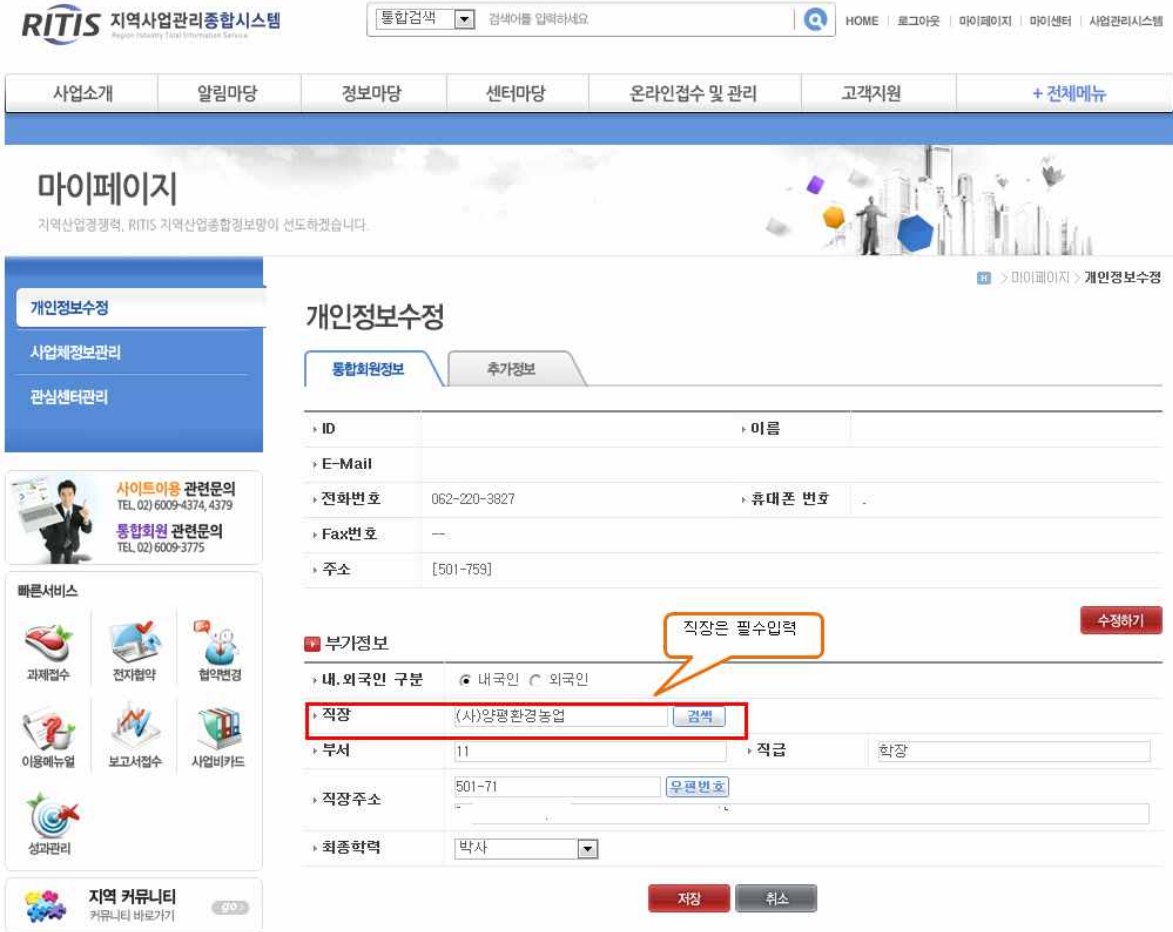 RITIS 지역사업관리종합시스템
Region Industry Total Information Service
통합검색 검색어를 입력하세요
HOME | 로그아웃 | 마이페이지 | 마이센터 | 사업관리시스템
사업소개 알림마당 정보마당 센터마당 온라인접수 및 관리 고객지원 + 전체메뉴
마이페이지
지역산업경쟁력, RITIS 지역산업종합정보망이 선도하겠습니다.
H > 마이페이지 > 개인정보수정
개인정보수정
사업체정보관리
관심센터관리
사이트이용 관련문의
TEL, 02) 6009-4374, 4379
통합회원 관련문의
TEL, 02) 6009-3775
빠른서비스
과제접수 전자협약 협약변경
이용메뉴얼 보고서접수 사업비카드
성과관리
지역 커뮤니티
커뮤니티 바로가기 go
개인정보수정
통합회원정보 추가정보
ID 이름
E-Mail
전화번호 062-220-3827 휴대폰 번호 .
Fax번호 --
주소 [501-759]
수정하기
직장은 필수입력
부가정보
내.외국인 구분 내국인 외국인
직장 (사)양평환경농업 검색
부서 11 직급 학장
직장주소 501-71 우편번호
최종학력 박사
저장 취소